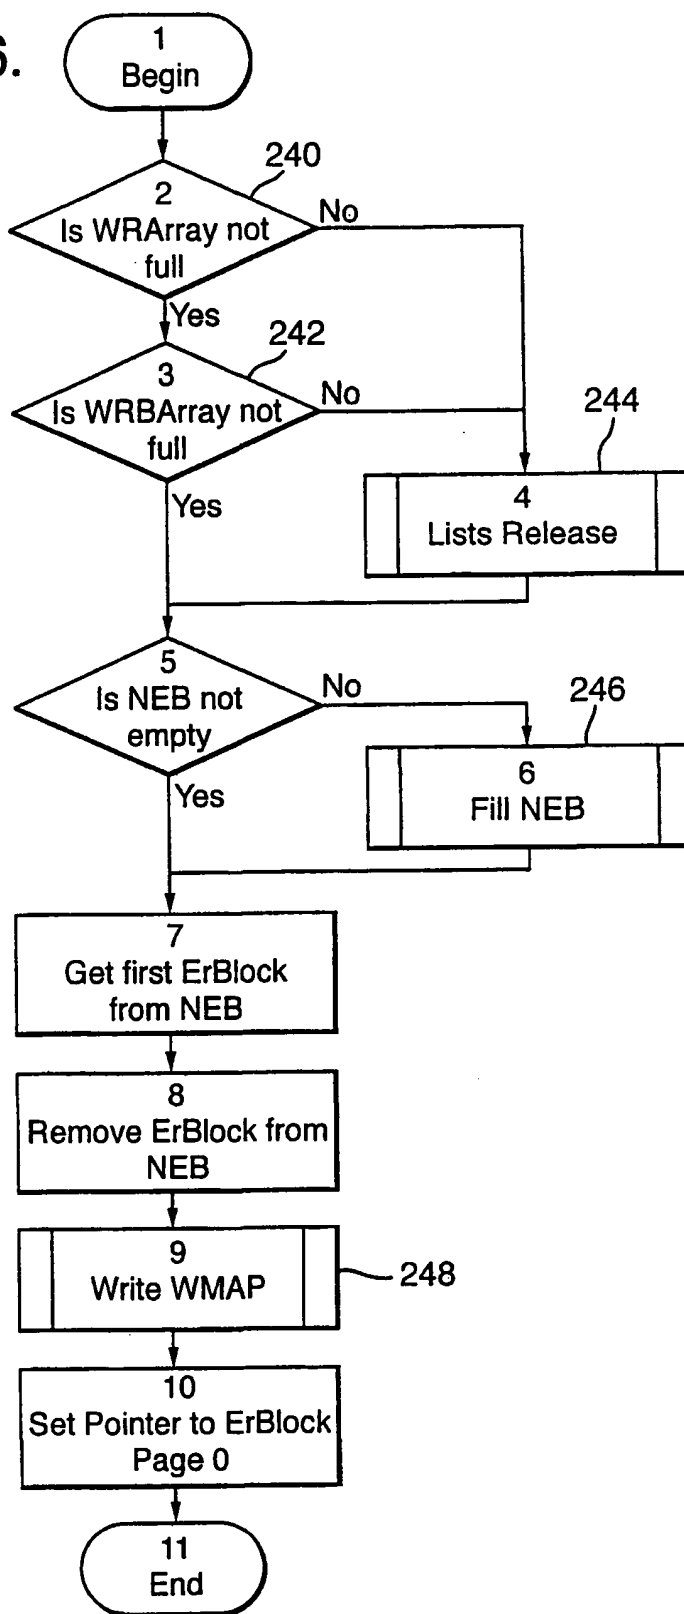 6.
1
Begin
240
2
Is WRArray not
full
No
Yes
242
3
Is WRBArray not
full
No
Yes
244
4
Lists Release
5
Is NEB not
empty
No
Yes
246
6
Fill NEB
7
Get first ErBlock
from NEB
8
Remove ErBlock from
NEB
9
Write WMAP
248
10
Set Pointer to ErBlock
Page 0
11
End